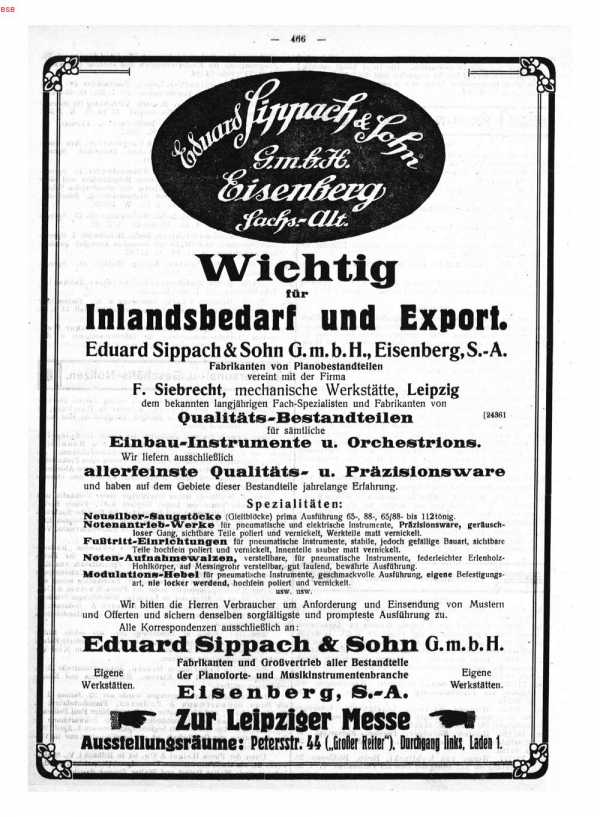 BSB
— 466 —
Eduard Sippach & Sohn
G.m.b.H.
Eisenberg
Sachs.-Alt.
Wichtig
für
Inlandsbedarf und Export.
Eduard Sippach & Sohn G. m. b. H., Eisenberg, S.-A.
Fabrikanten von Pianobestandteilen
vereint mit der Firma
F. Siebrecht, mechanische Werkstätte, Leipzig
dem bekannten langjährigen Fach-Spezialisten und Fabrikanten von
Qualitäts-Bestandteilen [2436]
für sämtliche
Einbau-Instrumente u. Orchestrions.
Wir liefern ausschließlich
allerfeinste Qualitäts- u. Präzisionsware
und haben auf dem Gebiete dieser Bestandteile jahrelange Erfahrung.
Spezialitäten:
Neusilber-Saugstöcke (Gleitblöcke) prima Ausführung 65-, 88-, 65/88- bis 112tönig.
Notenantrieb-Werke für pneumatische und elektrische Instrumente, Präzisionsware, geräusch-
loser Gang, sichtbare Teile poliert und vernickelt, Werkteile matt vernickelt.
Fußtritt-Einrichtungen für pneumatische Instrumente, stabile, jedoch gefällige Bauart, sichtbare
Teile hochfein poliert und vernickelt, Innenteile sauber matt vernickelt.
Noten-Aufnahmewalzen, verstellbare, für pneumatische Instrumente, federleichter Erlenholz-
Hohlkörper, auf Messingrohr verstellbar, gut laufend, bewährte Ausführung.
Modulations-Hebel für pneumatische Instrumente, geschmackvolle Ausführung, eigene Befestigungs-
art, nie locker werdend, hochfein poliert und vernickelt.
usw. usw.
Wir bitten die Herren Verbraucher um Anforderung und Einsendung von Mustern
und Offerten und sichern denselben sorgfältigste und prompteste Ausführung zu.
Alle Korrespondenzen ausschließlich an:
Eduard Sippach & Sohn G. m. b. H.
Fabrikanten und Großvertrieb aller Bestandteile
der Pianoforte- und Musikinstrumentenbranche
Eigene
Werkstätten.
Eisenberg, S.-A.
Eigene
Werkstätten.
Zur Leipziger Messe
Ausstellungsräume: Petersstr. 44 („Großer Reiter"), Durchgang links, Laden 1.